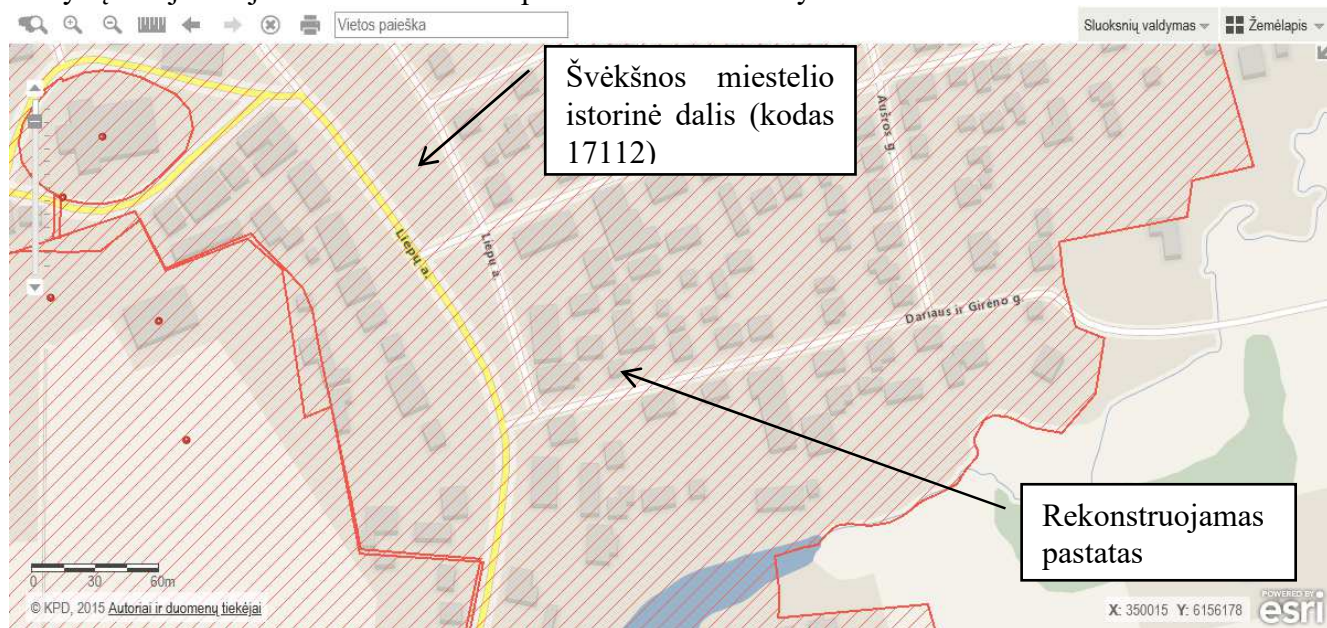 Vietos paieška
Sluoksnių valdymas
Žemėlapis
Švėkšnos miestelio
istorinė dalis (kodas
17112)
Aušros g.
Liepų a.
Liepų a.
Dariaus ir Girėno g.
Rekonstruojamas
pastatas
0 30 60m
© KPD, 2015 Autoriai ir duomenų tiekėjai
X: 350015 Y: 6156178
POWERED BY
esri